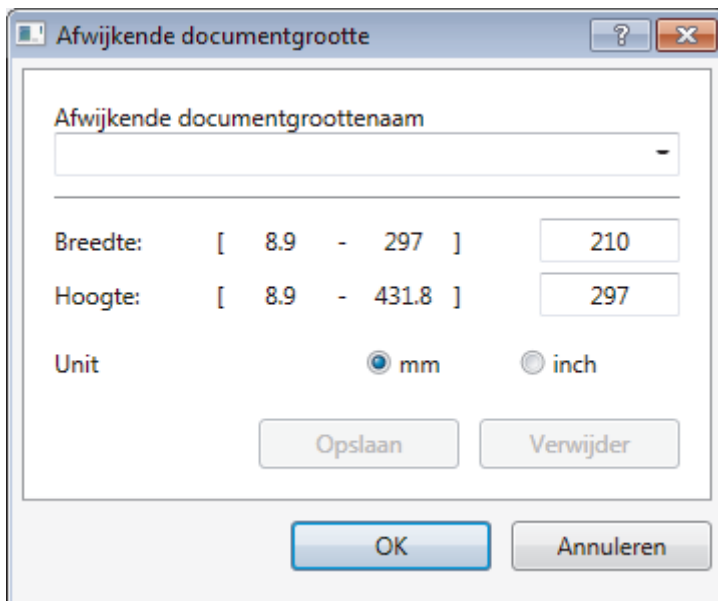 Afwijkende documentgrootte
Afwijkende documentgroottenaam
Breedte: [ 8.9 - 297 ] 210
Hoogte: [ 8.9 - 431.8 ] 297
Unit mm inch
Opslaan Verwijder
OK Annuleren